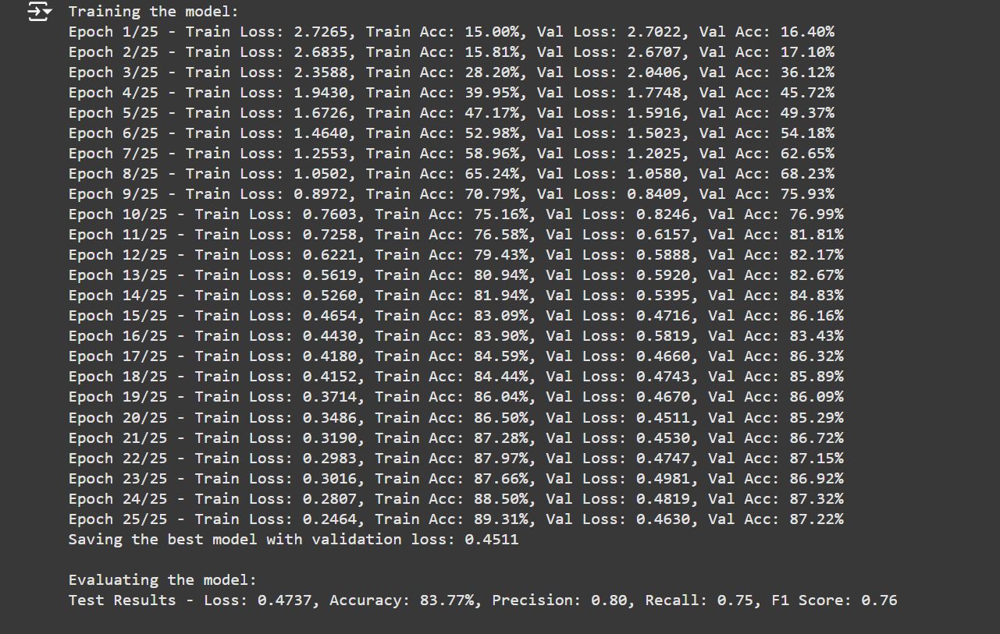 Training the model:
Epoch 1/25 - Train Loss: 2.7265, Train Acc: 15.00%, Val Loss: 2.7022, Val Acc: 16.40%
Epoch 2/25 - Train Loss: 2.6835, Train Acc: 15.81%, Val Loss: 2.6707, Val Acc: 17.10%
Epoch 3/25 - Train Loss: 2.3588, Train Acc: 28.20%, Val Loss: 2.0406, Val Acc: 36.12%
Epoch 4/25 - Train Loss: 1.9430, Train Acc: 39.95%, Val Loss: 1.7748, Val Acc: 45.72%
Epoch 5/25 - Train Loss: 1.6726, Train Acc: 47.17%, Val Loss: 1.5916, Val Acc: 49.37%
Epoch 6/25 - Train Loss: 1.4640, Train Acc: 52.98%, Val Loss: 1.5023, Val Acc: 54.18%
Epoch 7/25 - Train Loss: 1.2553, Train Acc: 58.96%, Val Loss: 1.2025, Val Acc: 62.65%
Epoch 8/25 - Train Loss: 1.0502, Train Acc: 65.24%, Val Loss: 1.0580, Val Acc: 68.23%
Epoch 9/25 - Train Loss: 0.8972, Train Acc: 70.79%, Val Loss: 0.8409, Val Acc: 75.93%
Epoch 10/25 - Train Loss: 0.7603, Train Acc: 75.16%, Val Loss: 0.8246, Val Acc: 76.99%
Epoch 11/25 - Train Loss: 0.7258, Train Acc: 76.58%, Val Loss: 0.6157, Val Acc: 81.81%
Epoch 12/25 - Train Loss: 0.6221, Train Acc: 79.43%, Val Loss: 0.5888, Val Acc: 82.17%
Epoch 13/25 - Train Loss: 0.5619, Train Acc: 80.94%, Val Loss: 0.5920, Val Acc: 82.67%
Epoch 14/25 - Train Loss: 0.5260, Train Acc: 81.94%, Val Loss: 0.5395, Val Acc: 84.83%
Epoch 15/25 - Train Loss: 0.4654, Train Acc: 83.09%, Val Loss: 0.4716, Val Acc: 86.16%
Epoch 16/25 - Train Loss: 0.4430, Train Acc: 83.90%, Val Loss: 0.5819, Val Acc: 83.43%
Epoch 17/25 - Train Loss: 0.4180, Train Acc: 84.59%, Val Loss: 0.4660, Val Acc: 86.32%
Epoch 18/25 - Train Loss: 0.4152, Train Acc: 84.44%, Val Loss: 0.4743, Val Acc: 85.89%
Epoch 19/25 - Train Loss: 0.3714, Train Acc: 86.04%, Val Loss: 0.4670, Val Acc: 86.09%
Epoch 20/25 - Train Loss: 0.3486, Train Acc: 86.50%, Val Loss: 0.4511, Val Acc: 85.29%
Epoch 21/25 - Train Loss: 0.3190, Train Acc: 87.28%, Val Loss: 0.4530, Val Acc: 86.72%
Epoch 22/25 - Train Loss: 0.2983, Train Acc: 87.97%, Val Loss: 0.4747, Val Acc: 87.15%
Epoch 23/25 - Train Loss: 0.3016, Train Acc: 87.66%, Val Loss: 0.4981, Val Acc: 86.92%
Epoch 24/25 - Train Loss: 0.2807, Train Acc: 88.50%, Val Loss: 0.4819, Val Acc: 87.32%
Epoch 25/25 - Train Loss: 0.2464, Train Acc: 89.31%, Val Loss: 0.4630, Val Acc: 87.22%
Saving the best model with validation loss: 0.4511
Evaluating the model:
Test Results - Loss: 0.4737, Accuracy: 83.77%, Precision: 0.80, Recall: 0.75, F1 Score: 0.76